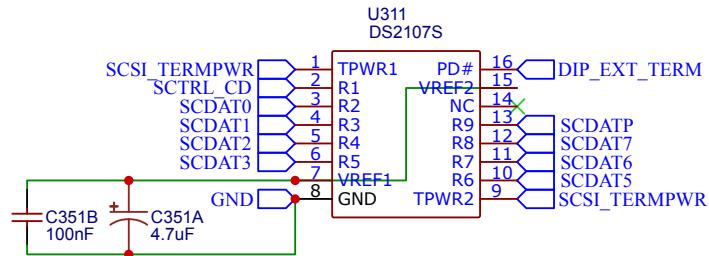 U311
DS2107S
SCSI_TERMPWR 1 TPWR1 PD# 16 DIP_EXT_TERM
SCTRL_CD 2 R1 VREF2 15
SCDAT0 3 R2 NC 14
SCDAT1 4 R3 R9 13 SCDATP
SCDAT2 5 R4 R8 12 SCDAT7
SCDAT3 6 R5 R7 11 SCDAT6
7 VREF1 R6 10 SCDAT5
GND 8 GND TPWR2 9 SCSI_TERMPWR
C351B C351A
100nF 4.7uF
+